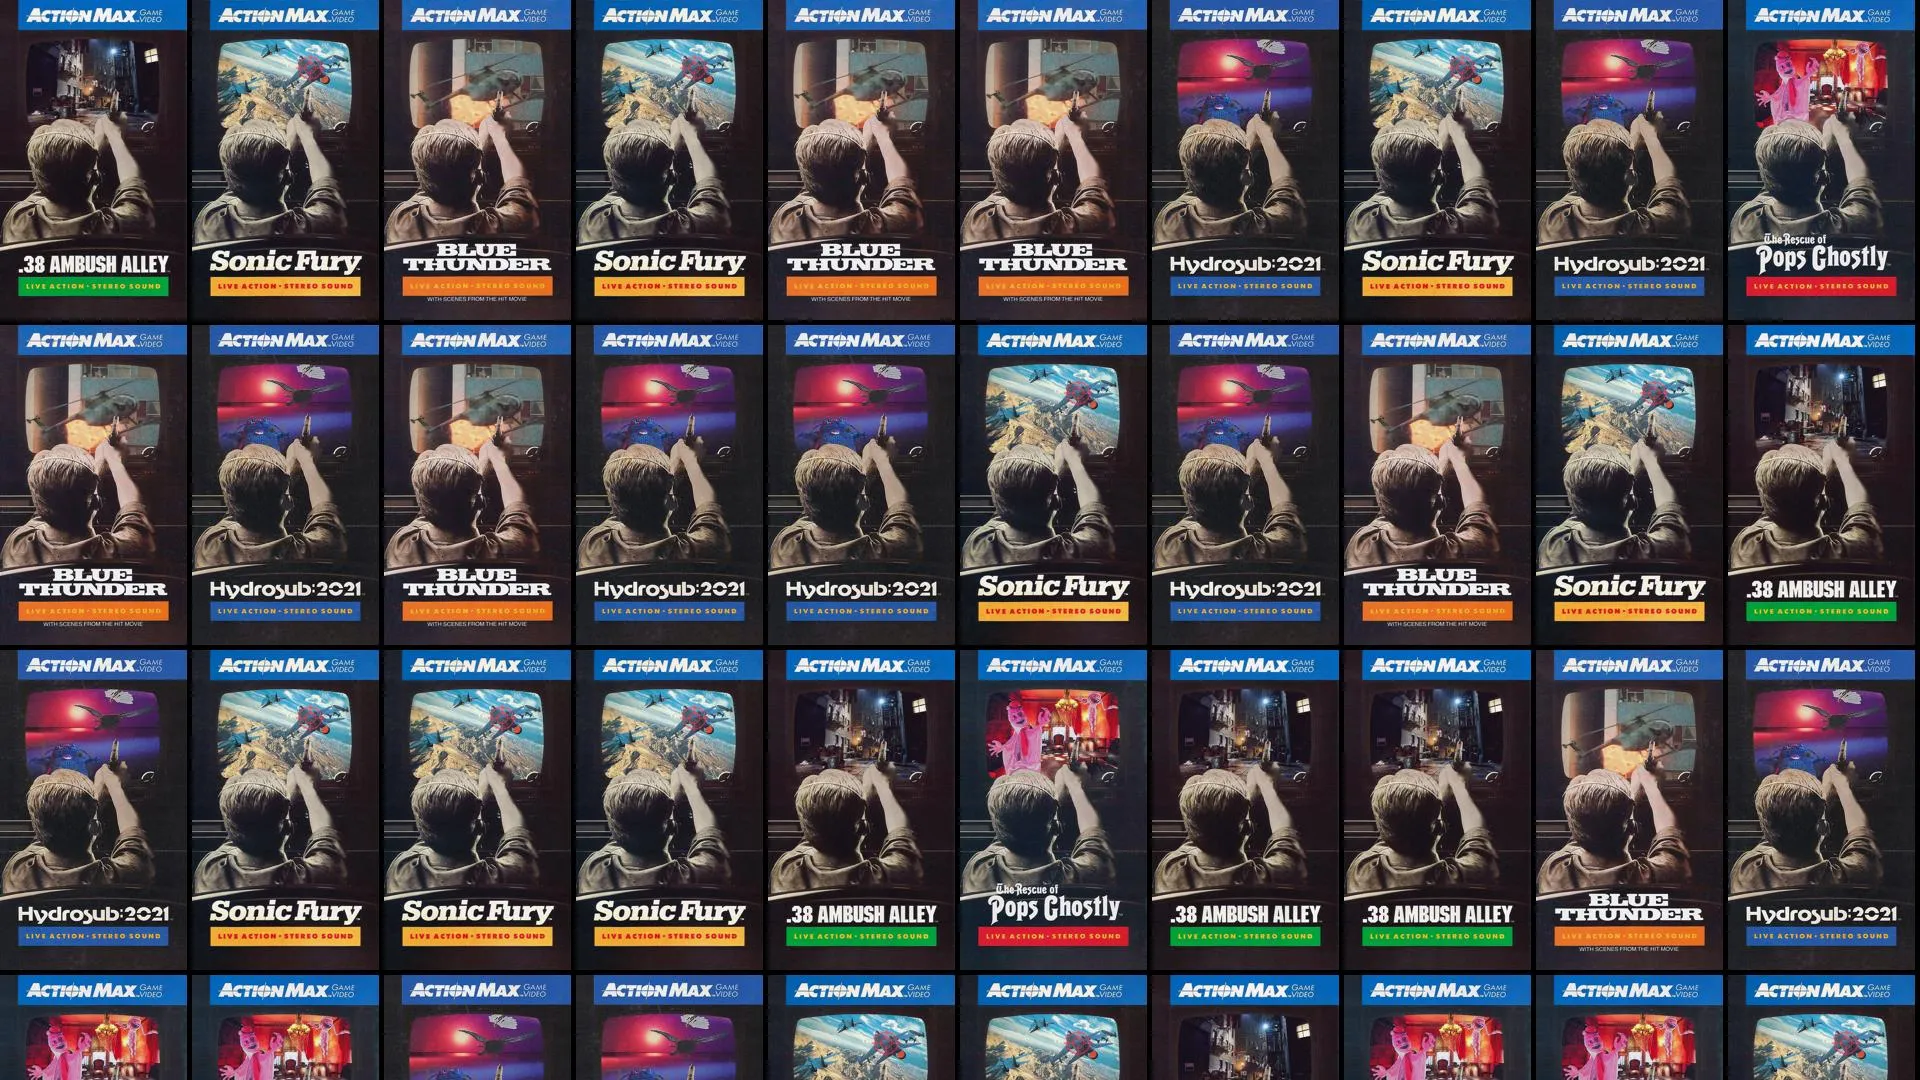 ACTION MAX GAME VIDEO
.38 AMBUSH ALLEY
LIVE ACTION • STEREO SOUND
ACTION MAX GAME VIDEO
Sonic Fury
LIVE ACTION • STEREO SOUND
ACTION MAX GAME VIDEO
BLUE
THUNDER
LIVE ACTION • STEREO SOUND
WITH SCENES FROM THE HIT MOVIE
ACTION MAX GAME VIDEO
Sonic Fury
LIVE ACTION • STEREO SOUND
ACTION MAX GAME VIDEO
BLUE
THUNDER
LIVE ACTION • STEREO SOUND
WITH SCENES FROM THE HIT MOVIE
ACTION MAX GAME VIDEO
BLUE
THUNDER
LIVE ACTION • STEREO SOUND
WITH SCENES FROM THE HIT MOVIE
ACTION MAX GAME VIDEO
Hydrosub:2021
LIVE ACTION • STEREO SOUND
ACTION MAX GAME VIDEO
Sonic Fury
LIVE ACTION • STEREO SOUND
ACTION MAX GAME VIDEO
Hydrosub:2021
LIVE ACTION • STEREO SOUND
ACTION MAX GAME VIDEO
The Rescue of
Pops Ghostly
LIVE ACTION • STEREO SOUND
ACTION MAX GAME VIDEO
BLUE
THUNDER
LIVE ACTION • STEREO SOUND
WITH SCENES FROM THE HIT MOVIE
ACTION MAX GAME VIDEO
Hydrosub:2021
LIVE ACTION • STEREO SOUND
ACTION MAX GAME VIDEO
BLUE
THUNDER
LIVE ACTION • STEREO SOUND
WITH SCENES FROM THE HIT MOVIE
ACTION MAX GAME VIDEO
Hydrosub:2021
LIVE ACTION • STEREO SOUND
ACTION MAX GAME VIDEO
Hydrosub:2021
LIVE ACTION • STEREO SOUND
ACTION MAX GAME VIDEO
Sonic Fury
LIVE ACTION • STEREO SOUND
ACTION MAX GAME VIDEO
Hydrosub:2021
LIVE ACTION • STEREO SOUND
ACTION MAX GAME VIDEO
BLUE
THUNDER
LIVE ACTION • STEREO SOUND
WITH SCENES FROM THE HIT MOVIE
ACTION MAX GAME VIDEO
Sonic Fury
LIVE ACTION • STEREO SOUND
ACTION MAX GAME VIDEO
.38 AMBUSH ALLEY
LIVE ACTION • STEREO SOUND
ACTION MAX GAME VIDEO
Hydrosub:2021
LIVE ACTION • STEREO SOUND
ACTION MAX GAME VIDEO
Sonic Fury
LIVE ACTION • STEREO SOUND
ACTION MAX GAME VIDEO
Sonic Fury
LIVE ACTION • STEREO SOUND
ACTION MAX GAME VIDEO
Sonic Fury
LIVE ACTION • STEREO SOUND
ACTION MAX GAME VIDEO
.38 AMBUSH ALLEY
LIVE ACTION • STEREO SOUND
ACTION MAX GAME VIDEO
The Rescue of
Pops Ghostly
LIVE ACTION • STEREO SOUND
ACTION MAX GAME VIDEO
.38 AMBUSH ALLEY
LIVE ACTION • STEREO SOUND
ACTION MAX GAME VIDEO
.38 AMBUSH ALLEY
LIVE ACTION • STEREO SOUND
ACTION MAX GAME VIDEO
BLUE
THUNDER
LIVE ACTION • STEREO SOUND
WITH SCENES FROM THE HIT MOVIE
ACTION MAX GAME VIDEO
Hydrosub:2021
LIVE ACTION • STEREO SOUND
ACTION MAX GAME VIDEO
ACTION MAX GAME VIDEO
ACTION MAX GAME VIDEO
ACTION MAX GAME VIDEO
ACTION MAX GAME VIDEO
ACTION MAX GAME VIDEO
ACTION MAX GAME VIDEO
ACTION MAX GAME VIDEO
ACTION MAX GAME VIDEO
ACTION MAX GAME VIDEO